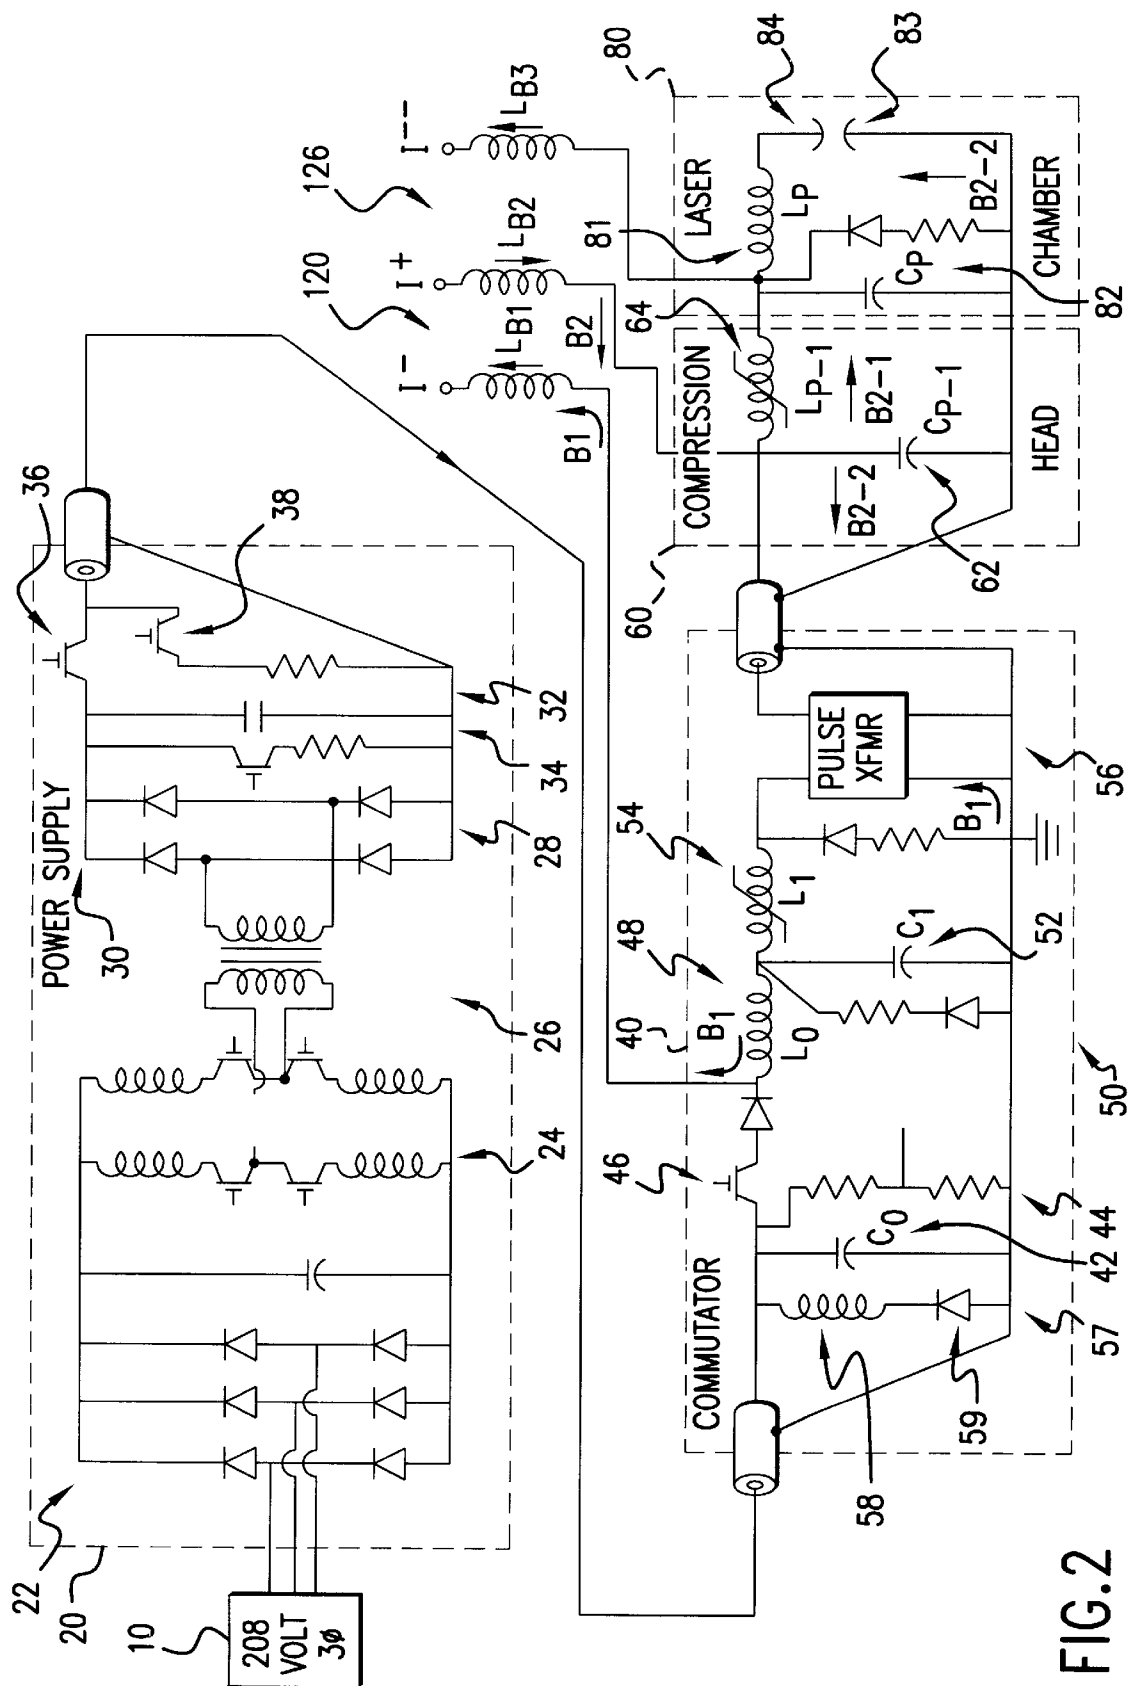 10
208
VOLT
3ø
20
22
24
26
POWER SUPPLY
30
28
34
32
36
38
120
126
I-
I+
I--
LB1
LB2
LB3
B1
B2
COMMUTATOR
40
46
48
54
B1
L0
L1
C0
C1
52
PULSE
XFMR
B1
58
59
57
42
44
50
56
60
COMPRESSION
HEAD
64
LP-1
B2-1
CP-1
B2-2
62
80
LASER
CHAMBER
81
LP
CP
82
84
83
B2-2
FIG.2